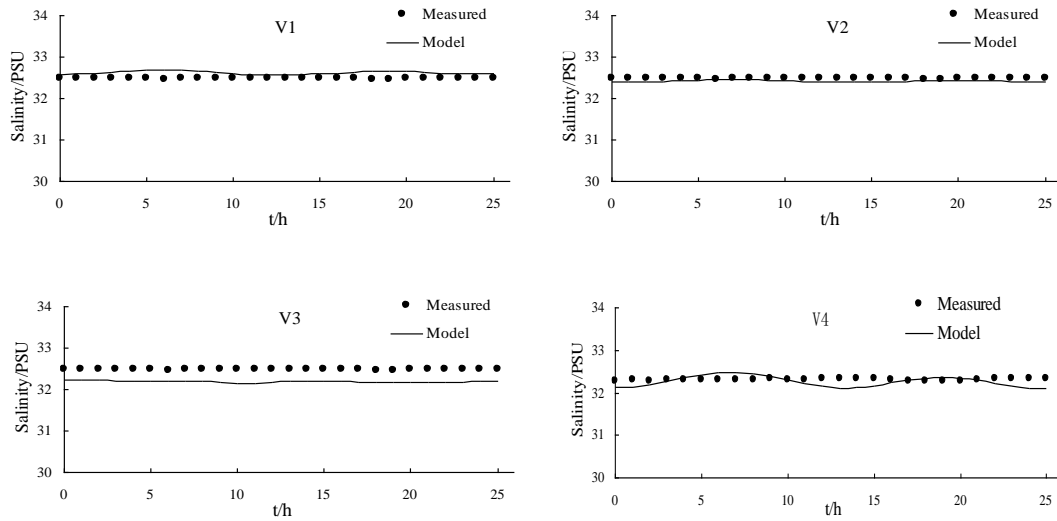 V1
Measured
Model
Salinity/PSU
34
33
32
31
30
0 5 10 15 20 25
t/h
V2
Measured
Model
Salinity/PSU
34
33
32
31
30
0 5 10 15 20 25
t/h
V3
Measured
Model
Salinity/PSU
34
33
32
31
30
0 5 10 15 20 25
t/h
V4
Measured
Model
Salinity/PSU
34
33
32
31
30
0 5 10 15 20 25
t/h